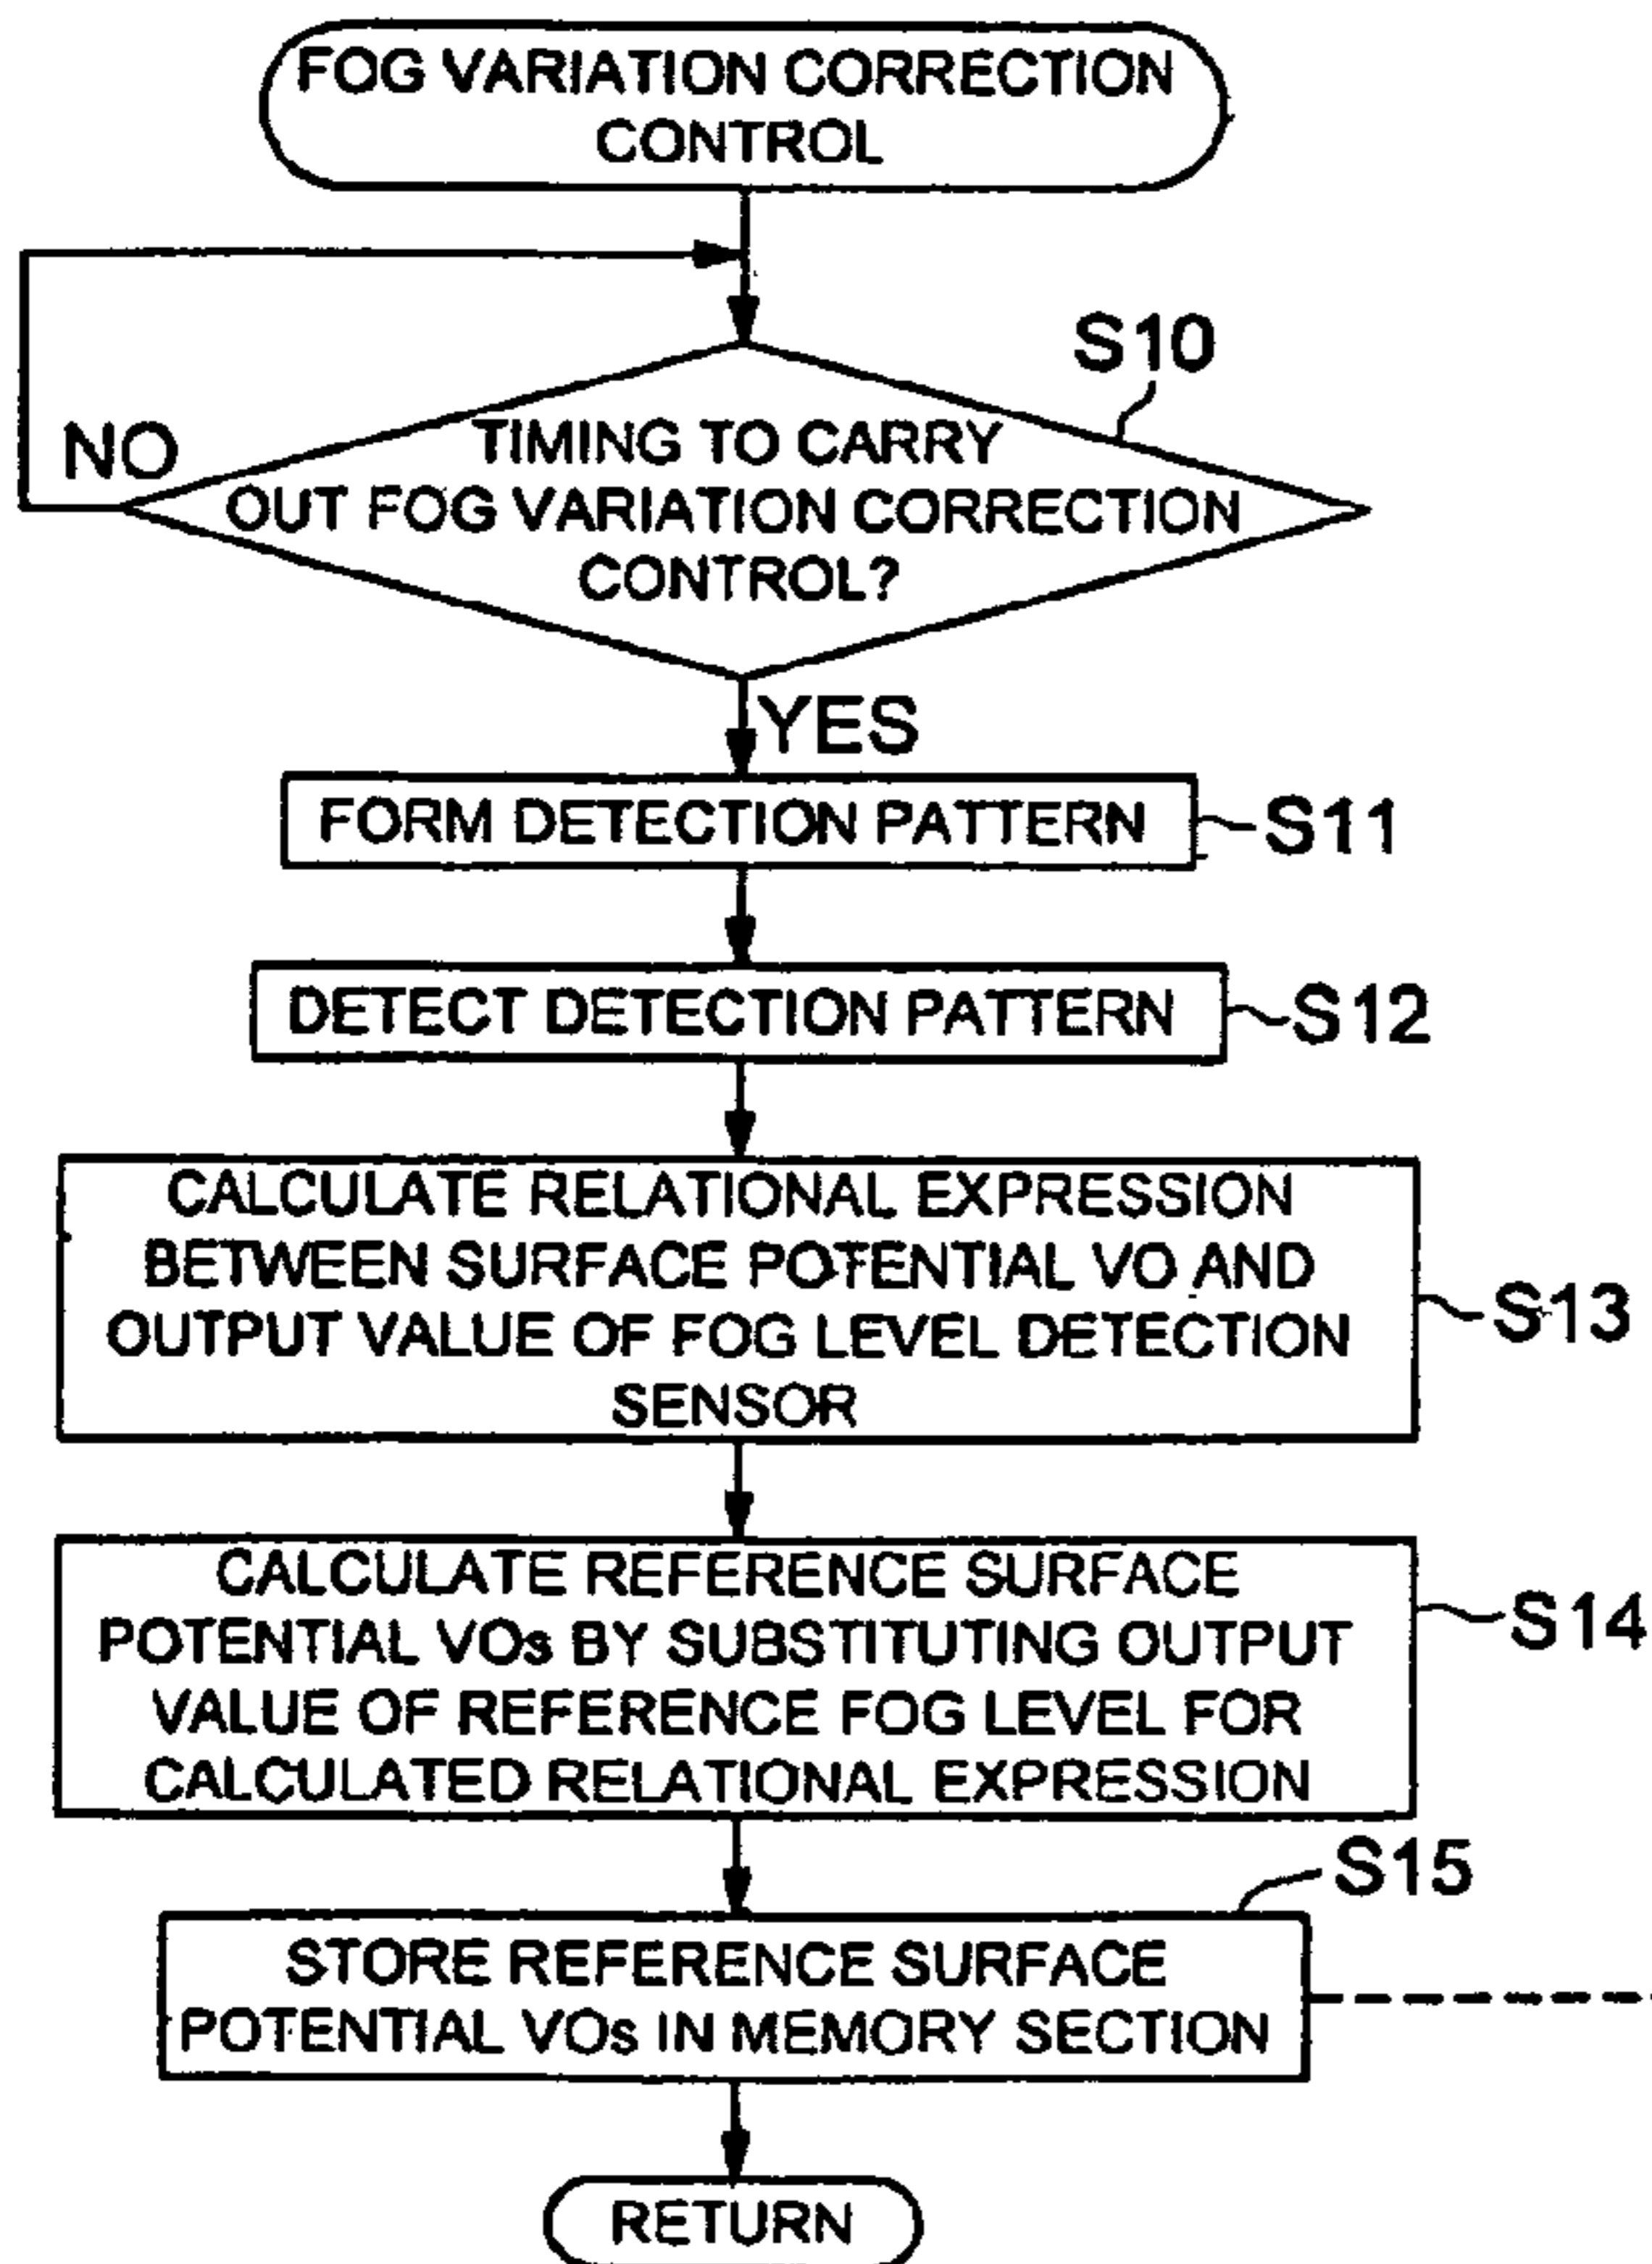 FOG VARIATION CORRECTION
CONTROL
S10
NO
TIMING TO CARRY
OUT FOG VARIATION CORRECTION
CONTROL?
YES
FORM DETECTION PATTERN
S11
DETECT DETECTION PATTERN
S12
CALCULATE RELATIONAL EXPRESSION
BETWEEN SURFACE POTENTIAL VO AND
OUTPUT VALUE OF FOG LEVEL DETECTION
SENSOR
S13
CALCULATE REFERENCE SURFACE
POTENTIAL VOs BY SUBSTITUTING OUTPUT
VALUE OF REFERENCE FOG LEVEL FOR
CALCULATED RELATIONAL EXPRESSION
S14
S15
STORE REFERENCE SURFACE
POTENTIAL VOs IN MEMORY SECTION
RETURN